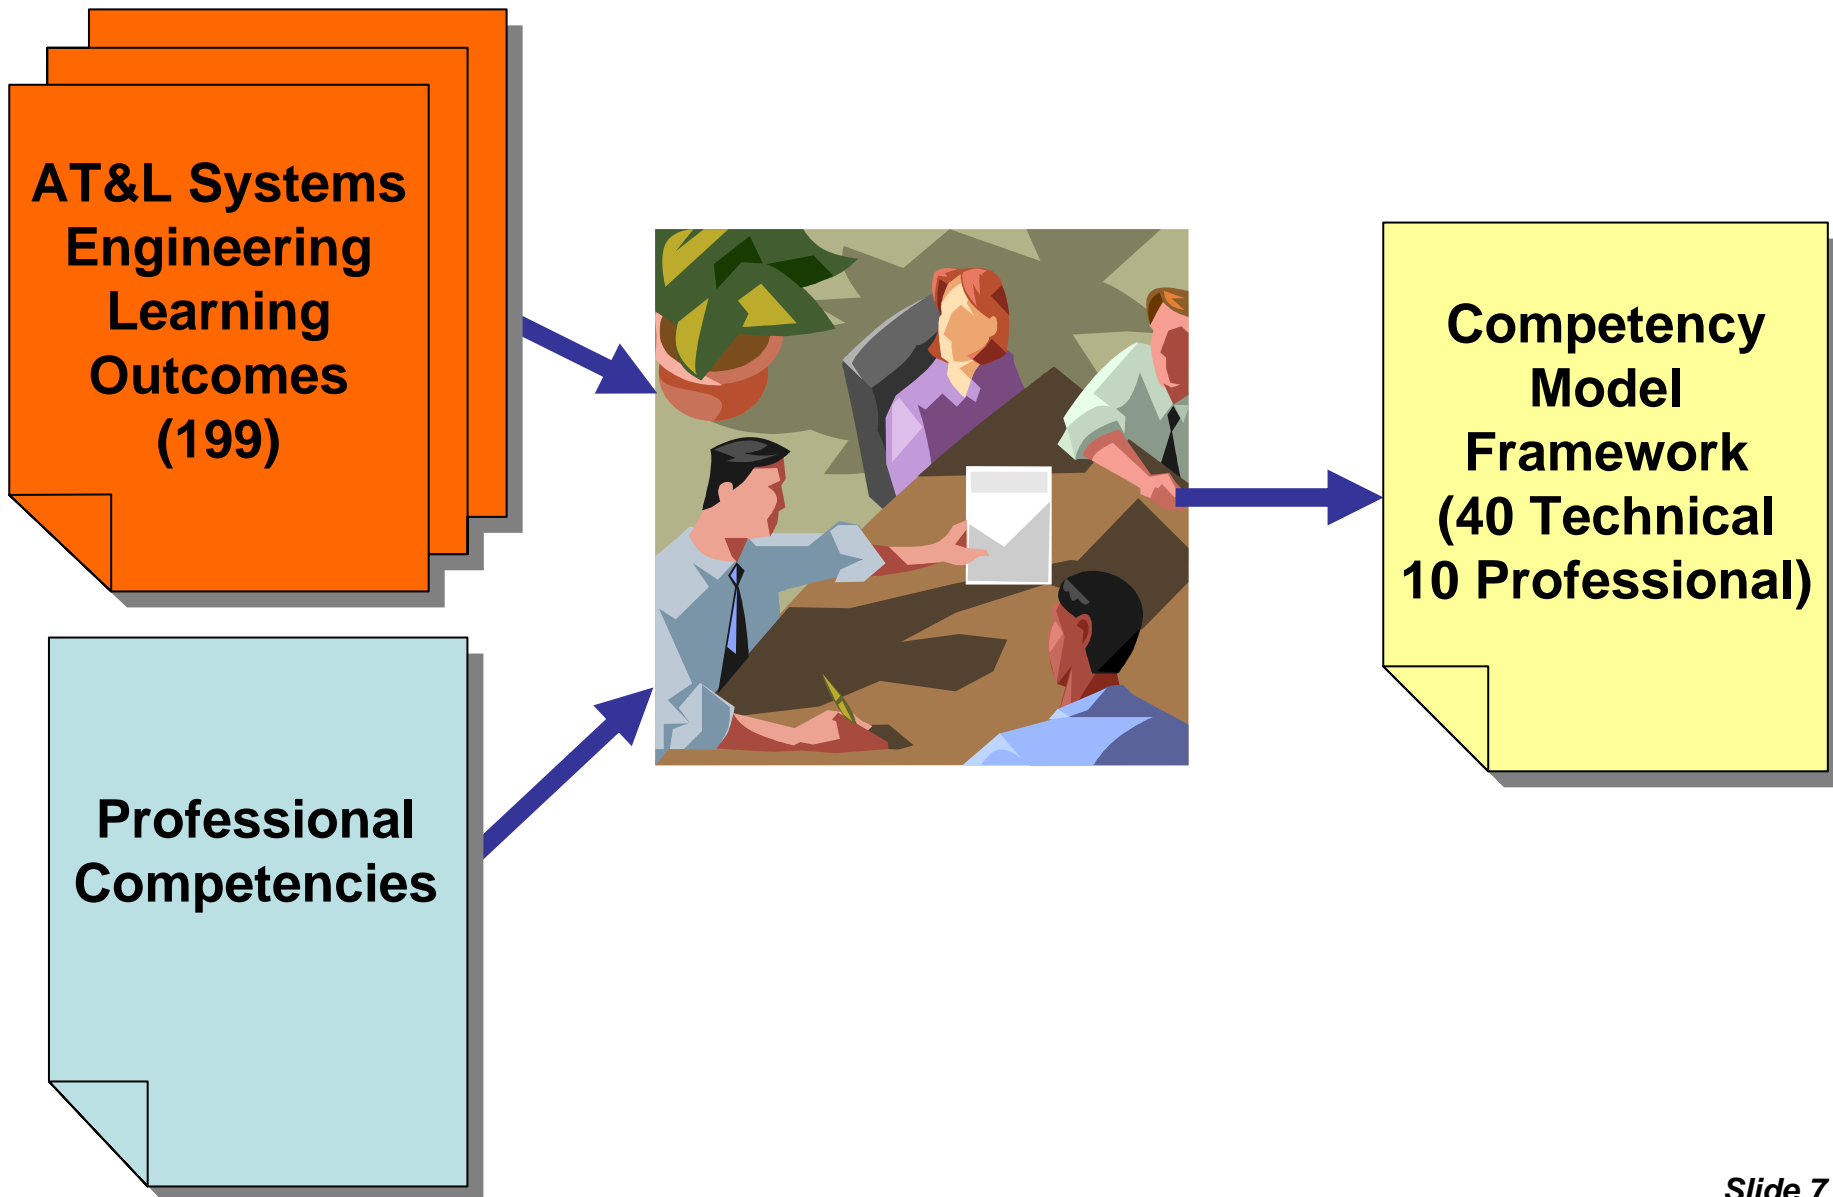 AT&L Systems
Engineering
Learning
Outcomes
(199)
Professional
Competencies
Competency
Model
Framework
(40 Technical
10 Professional)
Slide 7